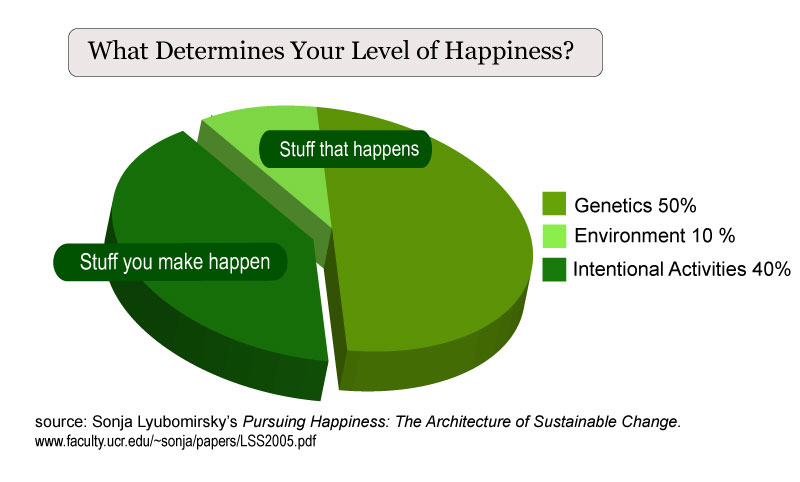 What Determines Your Level of Happiness?
Stuff that happens
Stuff you make happen
Genetics 50%
Environment 10 %
Intentional Activities 40%
source: Sonja Lyubomirsky's Pursuing Happiness: The Architecture of Sustainable Change.
www.faculty.ucr.edu/~sonja/papers/LSS2005.pdf